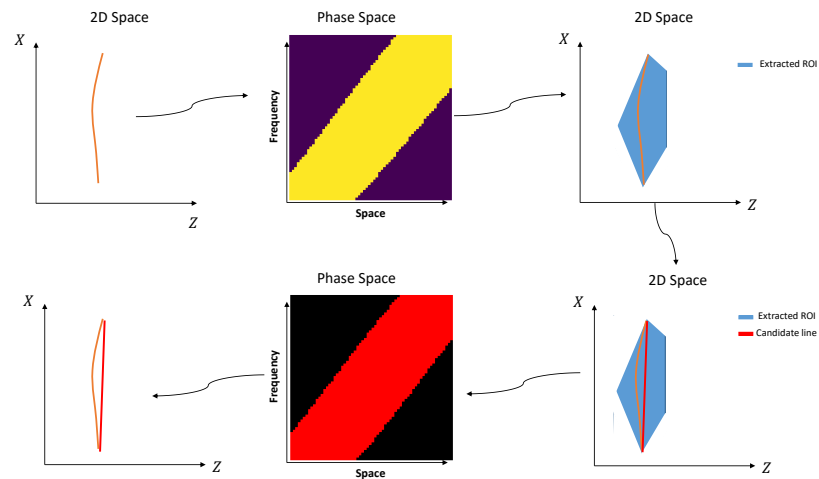 2D Space
Phase Space
2D Space
X
Z
Frequency
Space
X
Z
Extracted ROI
Phase Space
2D Space
X
Z
Frequency
Space
X
Z
Extracted ROI
Candidate line